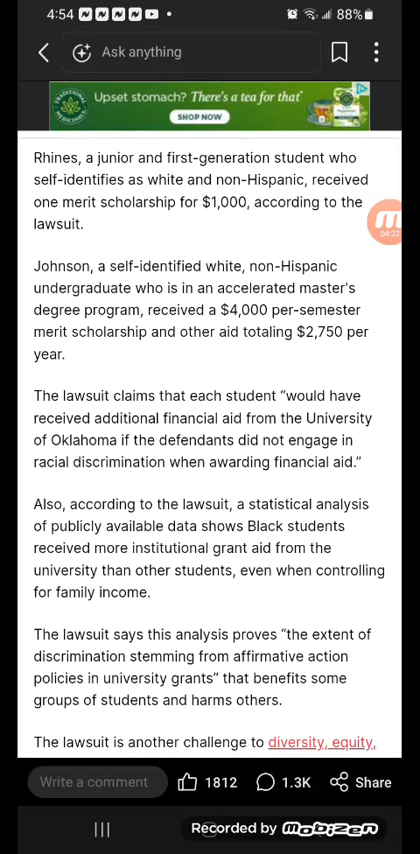 4:54 N N N N • 88%
Ask anything
TRADITIONAL MEDICINALS
Upset stomach? There's a tea for that*
SHOP NOW
Rhines, a junior and first-generation student who
self-identifies as white and non-Hispanic, received
one merit scholarship for $1,000, according to the
lawsuit.
m
04:22
Johnson, a self-identified white, non-Hispanic
undergraduate who is in an accelerated master's
degree program, received a $4,000 per-semester
merit scholarship and other aid totaling $2,750 per
year.
The lawsuit claims that each student “would have
received additional financial aid from the University
of Oklahoma if the defendants did not engage in
racial discrimination when awarding financial aid.”
Also, according to the lawsuit, a statistical analysis
of publicly available data shows Black students
received more institutional grant aid from the
university than other students, even when controlling
for family income.
The lawsuit says this analysis proves “the extent of
discrimination stemming from affirmative action
policies in university grants” that benefits some
groups of students and harms others.
The lawsuit is another challenge to diversity, equity,
Write a comment 1812 1.3K Share
Recorded by mobizen